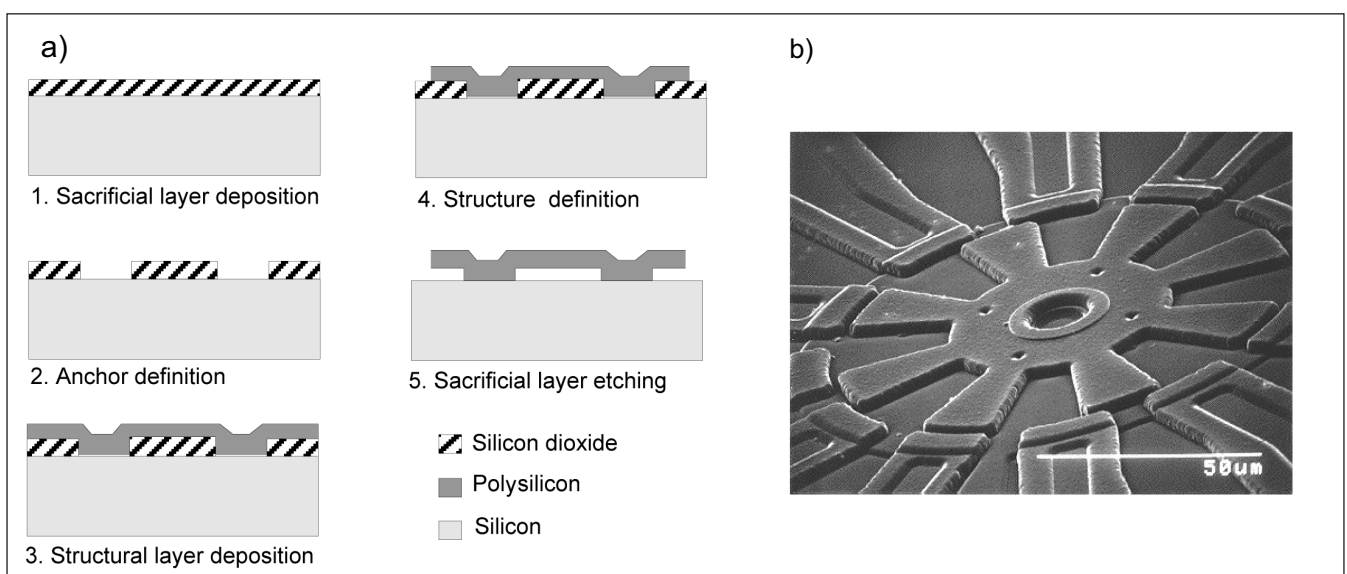 a)
1. Sacrificial layer deposition
2. Anchor definition
3. Structural layer deposition
4. Structure definition
5. Sacrificial layer etching
Silicon dioxide
Polysilicon
Silicon
b)
50um